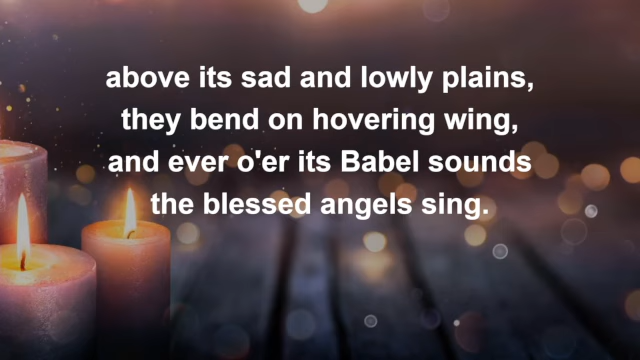 above its sad and lowly plains,
they bend on hovering wing,
and ever o'er its Babel sounds
the blessed angels sing.